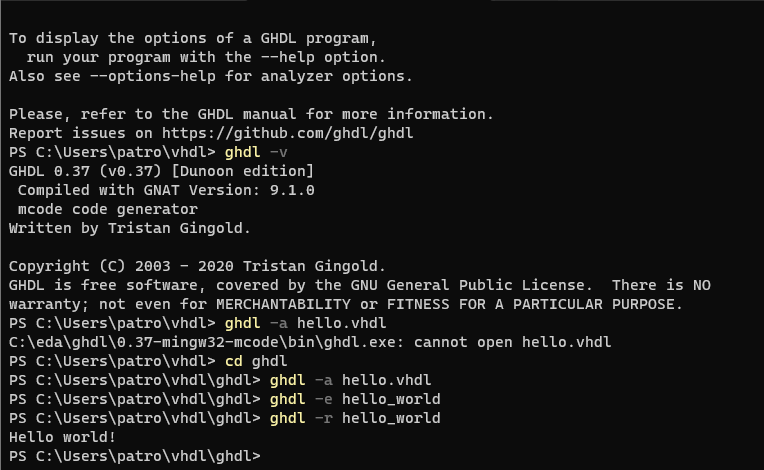 To display the options of a GHDL program,
  run your program with the --help option.
Also see --options-help for analyzer options.

Please, refer to the GHDL manual for more information.
Report issues on https://github.com/ghdl/ghdl
PS C:\Users\patro\vhdl> ghdl -v
GHDL 0.37 (v0.37) [Dunoon edition]
 Compiled with GNAT Version: 9.1.0
 mcode code generator
Written by Tristan Gingold.

Copyright (C) 2003 - 2020 Tristan Gingold.
GHDL is free software, covered by the GNU General Public License.  There is NO
warranty; not even for MERCHANTABILITY or FITNESS FOR A PARTICULAR PURPOSE.
PS C:\Users\patro\vhdl> ghdl -a hello.vhdl
C:\eda\ghdl\0.37-mingw32-mcode\bin\ghdl.exe: cannot open hello.vhdl
PS C:\Users\patro\vhdl> cd ghdl
PS C:\Users\patro\vhdl\ghdl> ghdl -a hello.vhdl
PS C:\Users\patro\vhdl\ghdl> ghdl -e hello_world
PS C:\Users\patro\vhdl\ghdl> ghdl -r hello_world
Hello world!
PS C:\Users\patro\vhdl\ghdl>